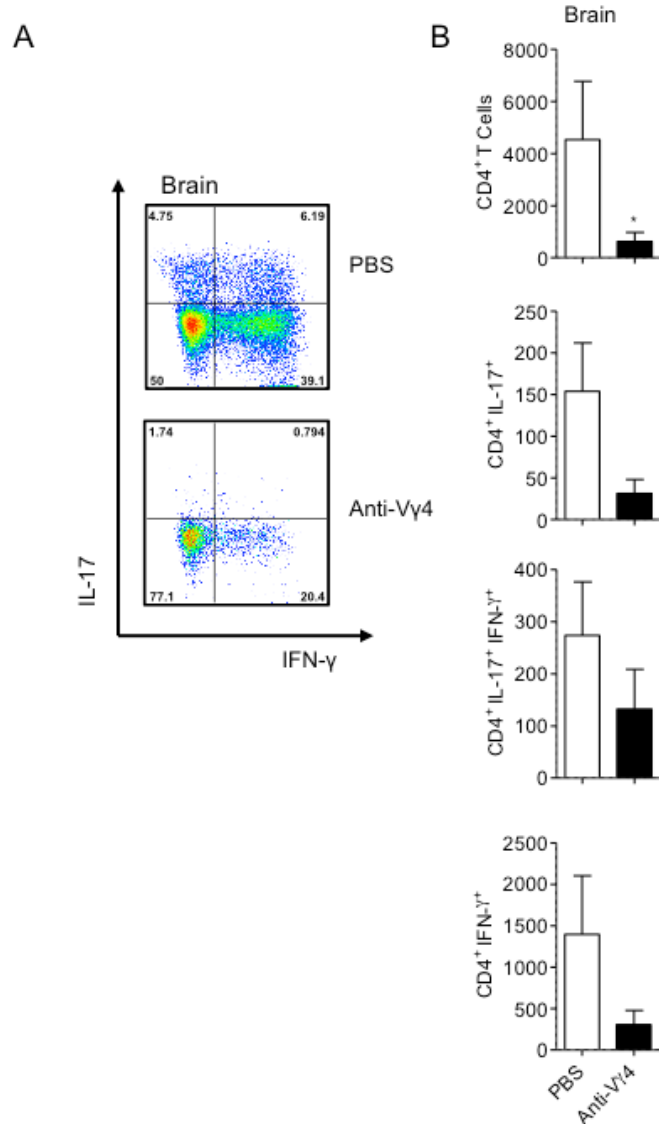 A
Brain
4.75 6.19
50 39.1
PBS
1.74 0.794
77.1 20.4
Anti-Vγ4
IL-17
IFN-γ
B
Brain
8000
6000
4000
2000
0
CD4⁺ T Cells
*
250
200
150
100
50
0
CD4⁺ IL-17⁺
400
300
200
100
0
CD4⁺ IL-17⁺ IFN-γ⁺
2500
2000
1500
1000
500
0
CD4⁺ IFN-γ⁺
PBS
Anti-Vγ4